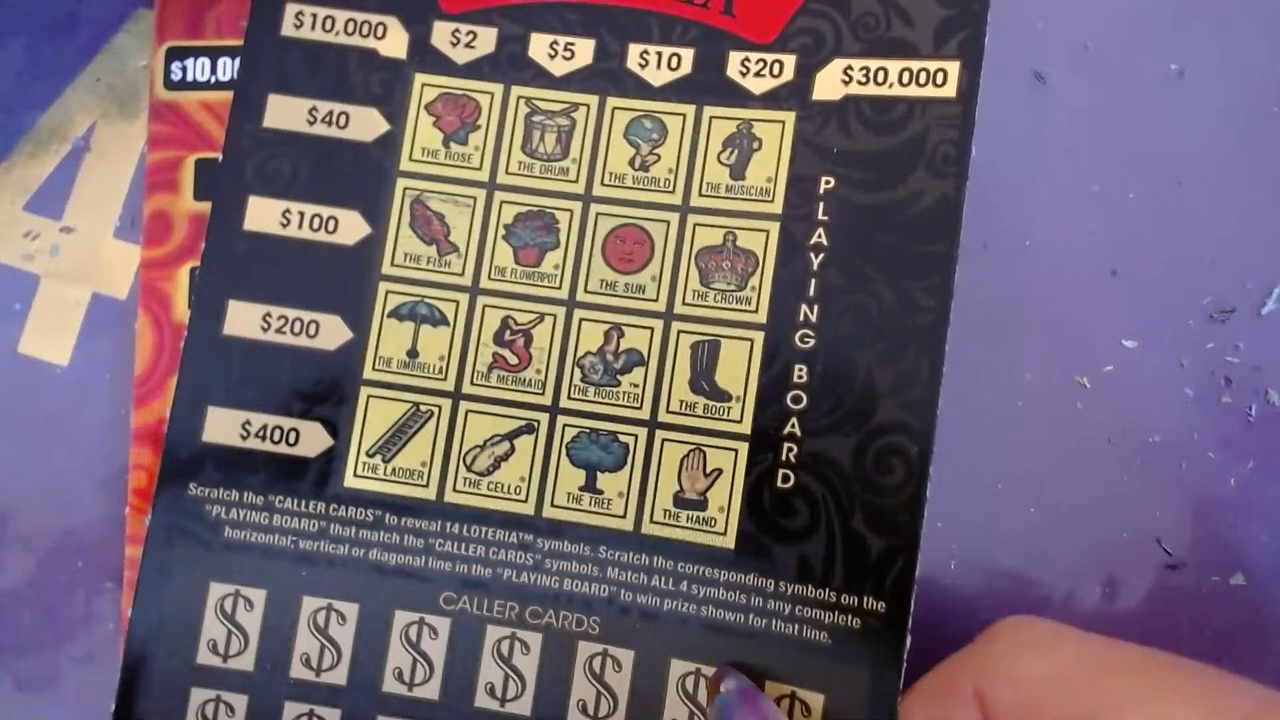 $10,000 $2 $5 $10 $20 $30,000
$10,0
4
$40
THE ROSE THE DRUM THE WORLD THE MUSICIAN
$100
THE FISH THE FLOWERPOT THE SUN THE CROWN
$200
THE UMBRELLA THE MERMAID THE ROOSTER™ THE BOOT
$400
THE LADDER THE CELLO THE TREE THE HAND
PLAYING BOARD
Scratch the "CALLER CARDS" to reveal 14 LOTERIA™ symbols. Scratch the corresponding symbols on the
"PLAYING BOARD" that match the "CALLER CARDS" symbols. Match ALL 4 symbols in any complete
horizontal, vertical or diagonal line in the "PLAYING BOARD" to win prize shown for that line.
CALLER CARDS
$ $ $ $ $ $ $